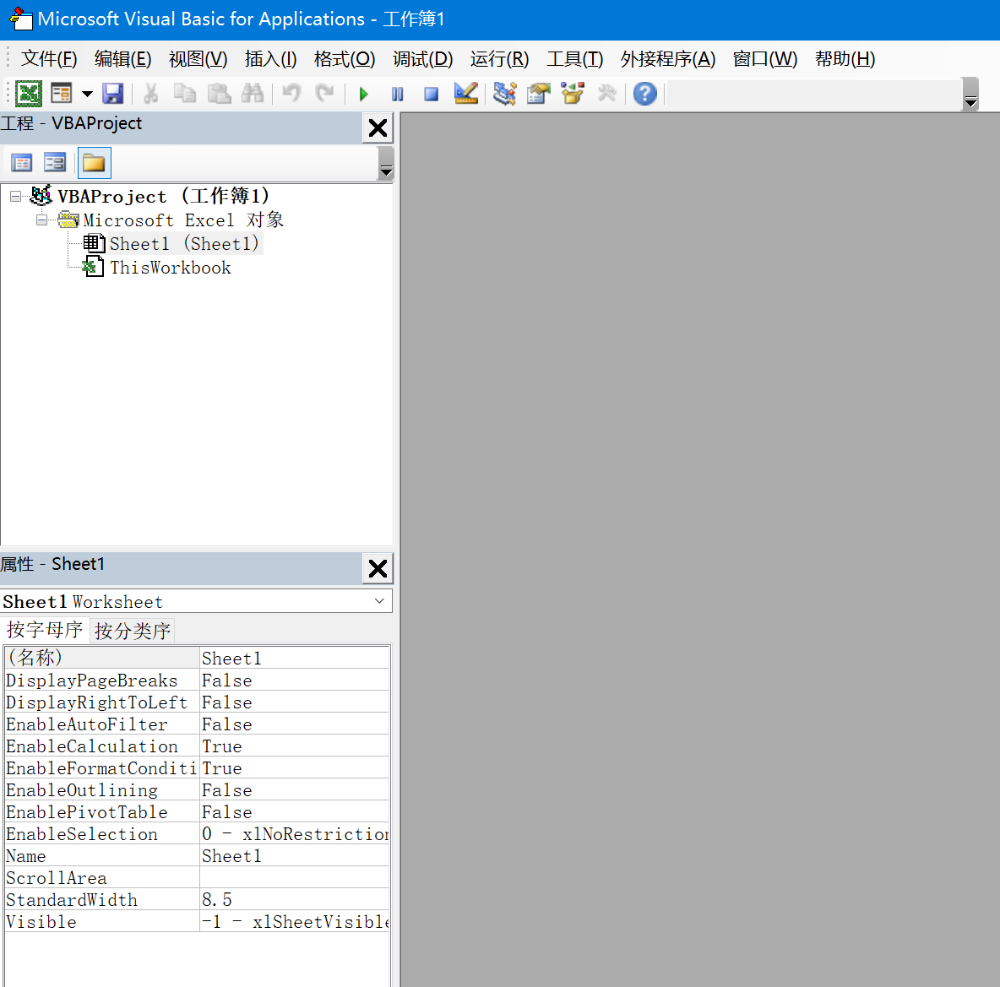 Microsoft Visual Basic for Applications - 工作簿1
文件(F) 编辑(E) 视图(V) 插入(I) 格式(O) 调试(D) 运行(R) 工具(T) 外接程序(A) 窗口(W) 帮助(H)
工程 - VBAProject
VBAProject (工作簿1)
Microsoft Excel 对象
Sheet1 (Sheet1)
ThisWorkbook
属性 - Sheet1
Sheet1 Worksheet
按字母序 按分类序
(名称) Sheet1
DisplayPageBreaks False
DisplayRightToLeft False
EnableAutoFilter False
EnableCalculation True
EnableFormatConditi True
EnableOutlining False
EnablePivotTable False
EnableSelection 0 - xlNoRestriction
Name Sheet1
ScrollArea
StandardWidth 8.5
Visible -1 - xlSheetVisible